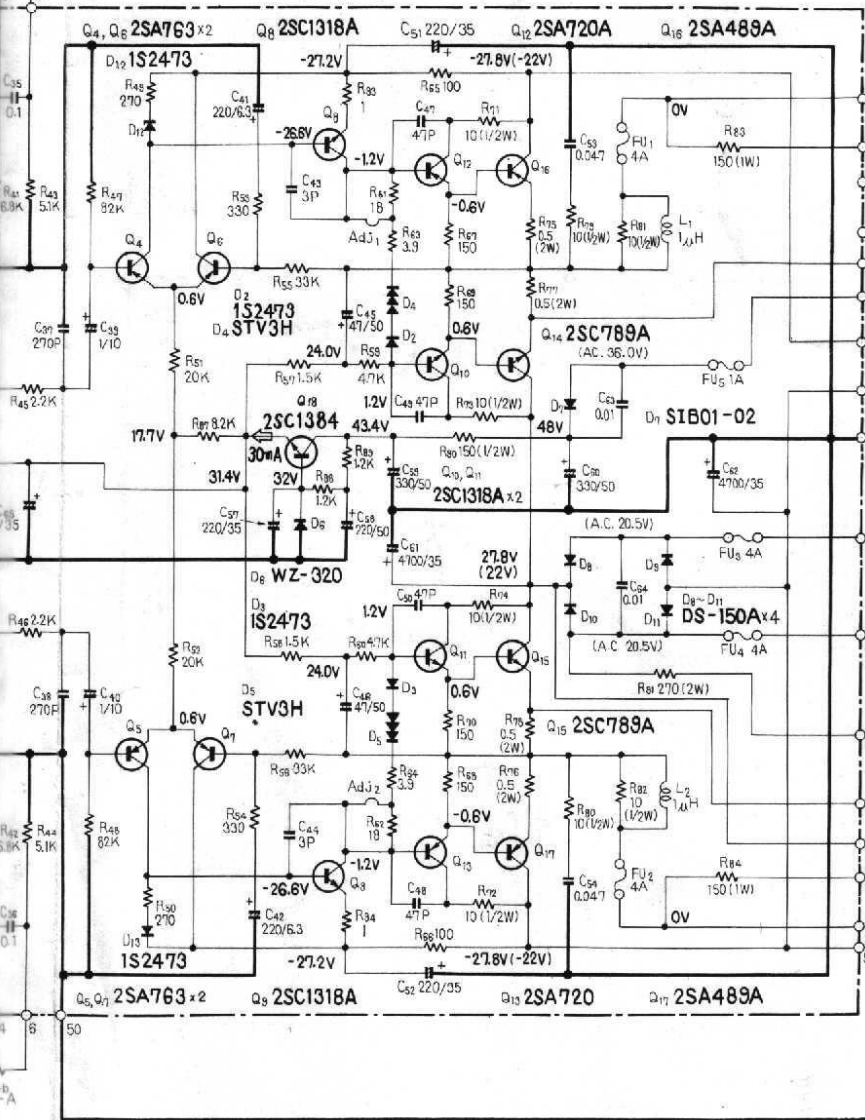 Q4, Q6 2SA763×2
Q8 2SC1318A
C51 220/35
Q12 2SA720A
Q16 2SA489A
D12 1S2473
-27.2V
-27.8V(-22V)
R49
270
C41
220/6.3
R93
1
R65 100
C35
0.1
D12
Q8
-26.6V
C47
47P
R71
10(1/2W)
0V
C53
0.047
FU1
4A
R83
150(1W)
-1.2V
Q12
Q16
R43
5.1K
R47
82K
R53
330
C43
3P
R61
18
-0.6V
Adj1
R63
3.9
R67
150
R75
0.5
(2W)
R79
10(1/2W)
R81
10(1/2W)
L1
1μH
Q4
Q6
R55 33K
0.6V
D2
1S2473
D4 STV3H
C45
47/50
D4
R69
150
R77
0.5(2W)
C37
270P
C39
1/10
D2
0.6V
Q14 2SC789A
(AC. 36.0V)
24.0V
R51
20K
R57 1.5K
R59
4.7K
Q10
FU5 1A
R45 2.2K
Q18
2SC1384
1.2V
C49 47P
R73 10(1/2W)
D7
C63
0.01
D7 SIB01-02
17.7V
R87 8.2K
30mA
43.4V
48V
R90 150(1/2W)
R89
1.2K
31.4V
32V
R88
1.2K
C59
330/50
Q10, Q11
2SC1318A×2
C60
330/50
C62
4700/35
/35
C57
220/35
D6
C58
220/50
(A.C. 20.5V)
C61
4700/35
27.8V
(22V)
D8
D9
FU3 4A
D6 WZ-320
C64
0.01
D8~D11
DS-150A×4
D3
1S2473
C50 47P
R74
10(1/2W)
D10
D11
1.2V
R46 2.2K
R52
20K
R58 1.5K
R60 4.7K
(A.C. 20.5V)
FU4 4A
Q11
Q15
24.0V
R81 270(2W)
C38
270P
C40
1/10
D5
STV3H
C46
47/50
D3
0.6V
Q5
0.6V
Q7
D5
R70
150
R78
0.5
(2W)
Q15 2SC789A
R56 33K
R64
3.9
R68
150
R76
0.5
(2W)
R82
10
(1/2W)
L2
1μH
Adj2
R80
10(1/2W)
R44
5.1K
R48
82K
R54
330
C44
3P
R62
18
-0.6V
Q13
Q17
-1.2V
FU2
4A
R84
150(1W)
-26.6V
Q9
C54
0.047
C36
0.1
R50
270
C42
220/6.3
C48
47P
R72
10(1/2W)
R94
1
0V
D13
1S2473
R66 100
-27.2V
-27.8V(-22V)
C52 220/35
Q5, Q7 2SA763×2
Q9 2SC1318A
Q13 2SA720
Q17 2SA489A
6
50